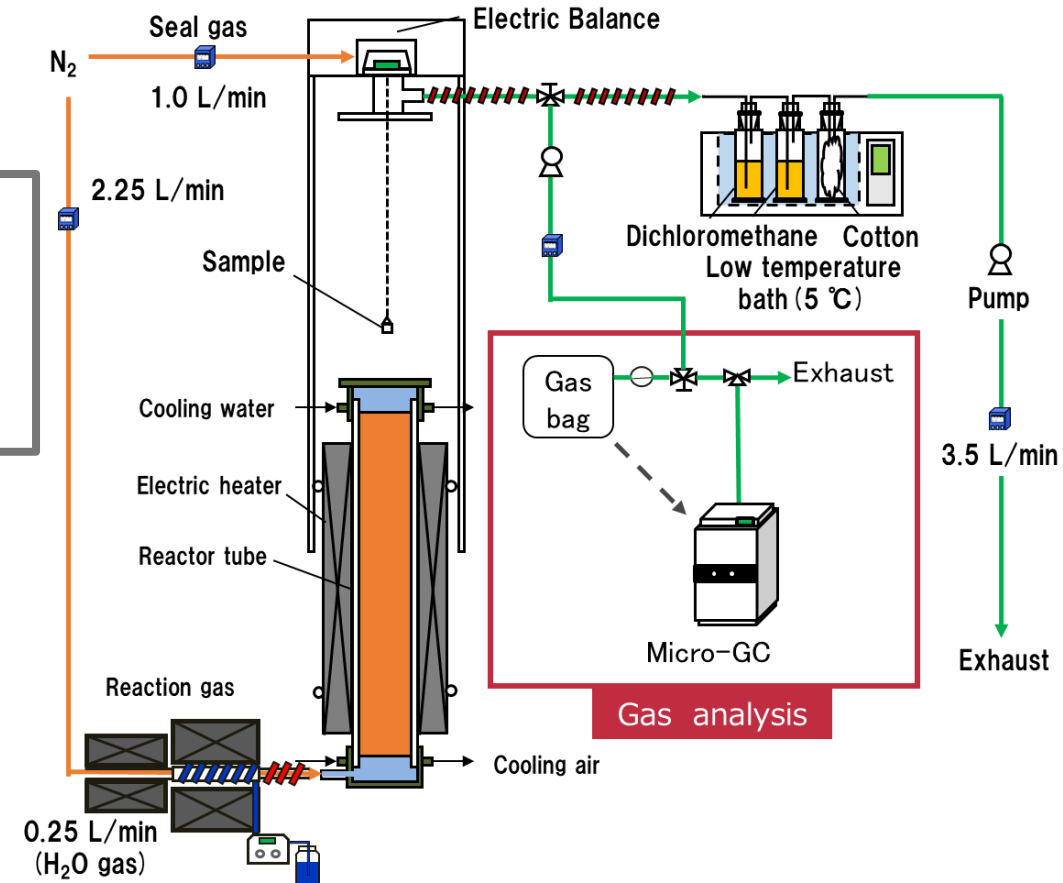 Seal gas
Electric Balance
N₂
1.0 L/min
2.25 L/min
Sample
Dichloromethane Cotton
Low temperature
bath (5 ℃)
Pump
Gas
bag
Exhaust
Cooling water
3.5 L/min
Electric heater
Reactor tube
Micro-GC
Exhaust
Reaction gas
Gas analysis
Cooling air
0.25 L/min
(H₂O gas)